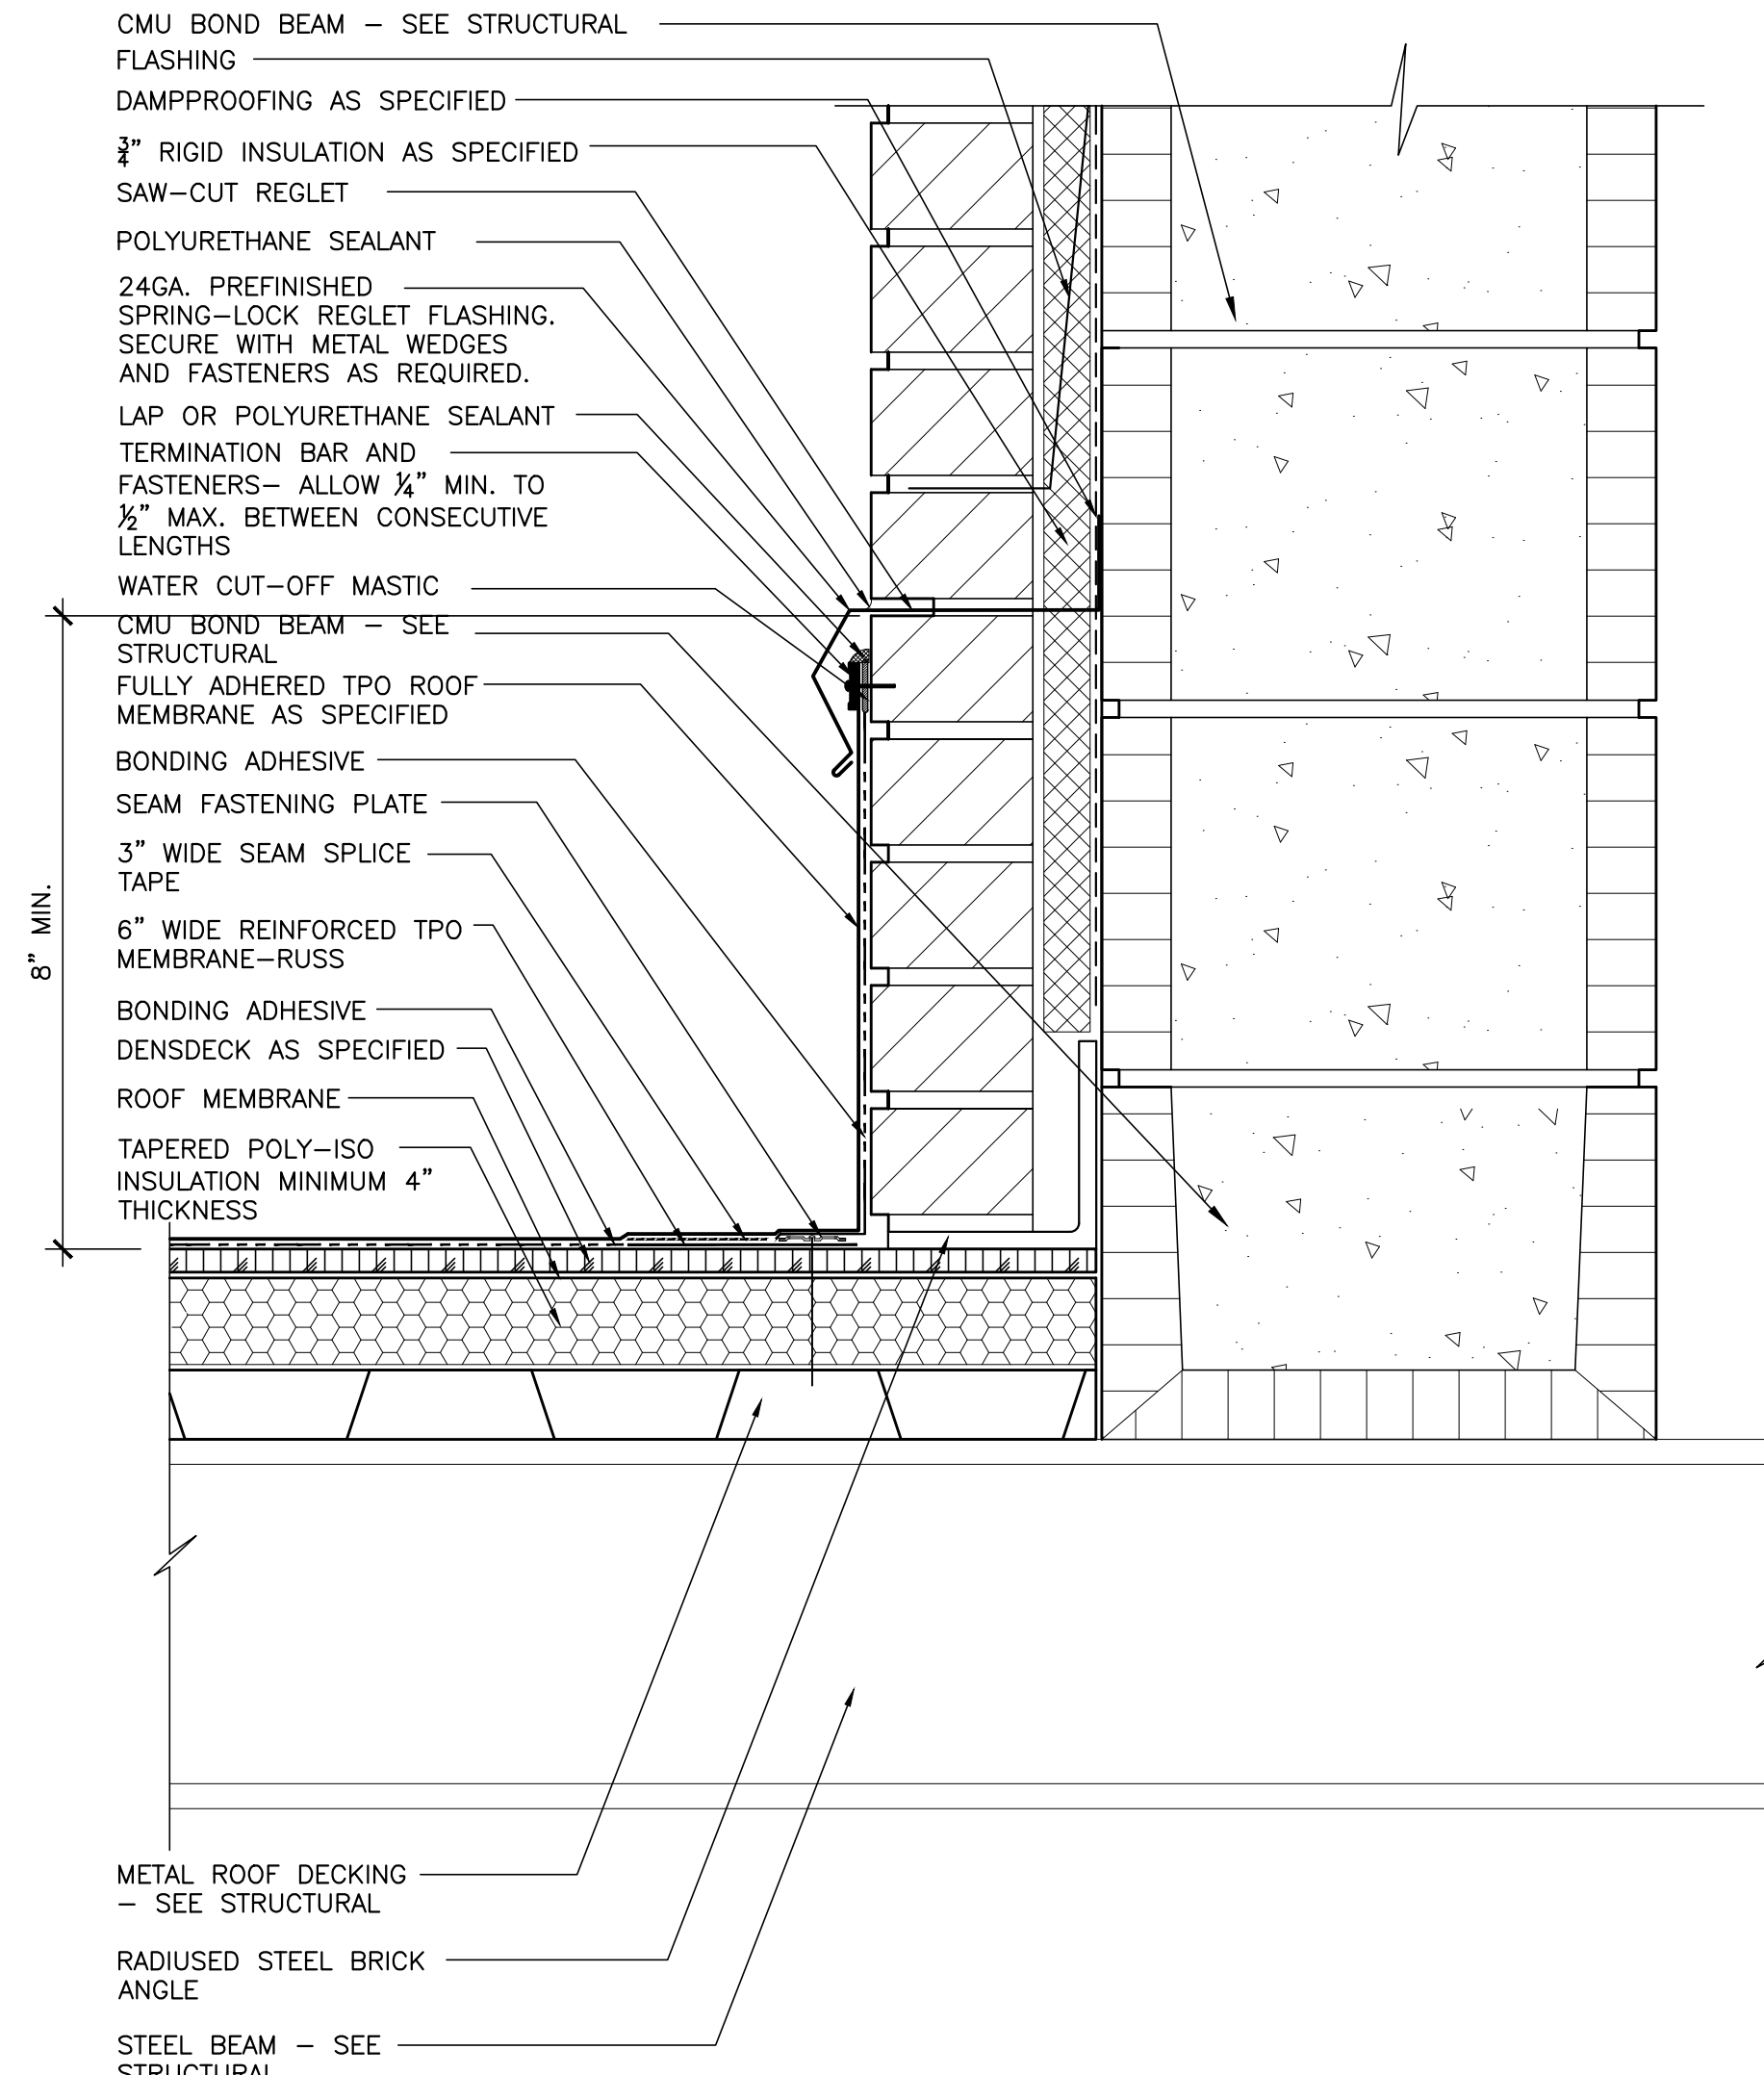 CMU BOND BEAM – SEE STRUCTURAL
FLASHING
DAMPPROOFING AS SPECIFIED
¾" RIGID INSULATION AS SPECIFIED
SAW–CUT REGLET
POLYURETHANE SEALANT
24GA. PREFINISHED
SPRING–LOCK REGLET FLASHING.
SECURE WITH METAL WEDGES
AND FASTENERS AS REQUIRED.
LAP OR POLYURETHANE SEALANT
TERMINATION BAR AND
FASTENERS– ALLOW ¼" MIN. TO
½" MAX. BETWEEN CONSECUTIVE
LENGTHS
WATER CUT–OFF MASTIC
CMU BOND BEAM – SEE
STRUCTURAL
FULLY ADHERED TPO ROOF
MEMBRANE AS SPECIFIED
BONDING ADHESIVE
SEAM FASTENING PLATE
3" WIDE SEAM SPLICE
TAPE
8" MIN.
6" WIDE REINFORCED TPO
MEMBRANE–RUSS
BONDING ADHESIVE
DENSDECK AS SPECIFIED
ROOF MEMBRANE
TAPERED POLY–ISO
INSULATION MINIMUM 4"
THICKNESS
METAL ROOF DECKING
– SEE STRUCTURAL
RADIUSED STEEL BRICK
ANGLE
STEEL BEAM – SEE
STRUCTURAL